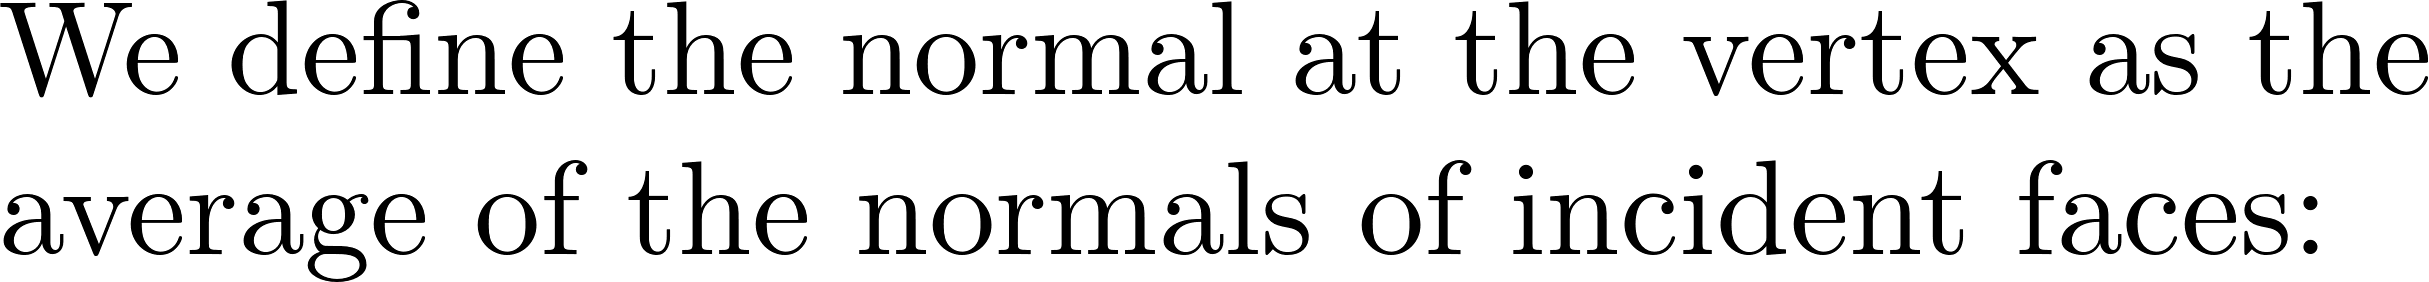 We define the normal at the vertex as the
average of the normals of incident faces: